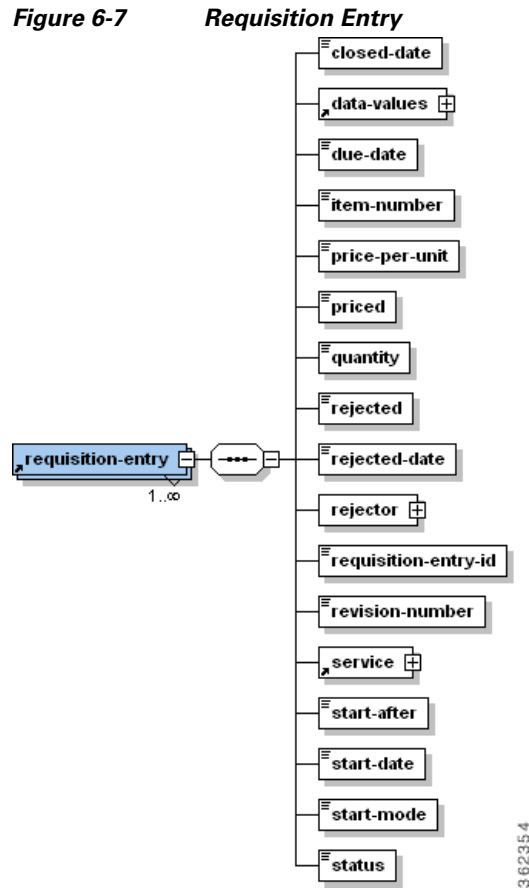 Figure 6-7 Requisition Entry
closed-date
data-values
due-date
item-number
price-per-unit
priced
quantity
rejected
requisition-entry
rejected-date
1..∞
rejector
requisition-entry-id
revision-number
service
start-after
start-date
start-mode
status
362354